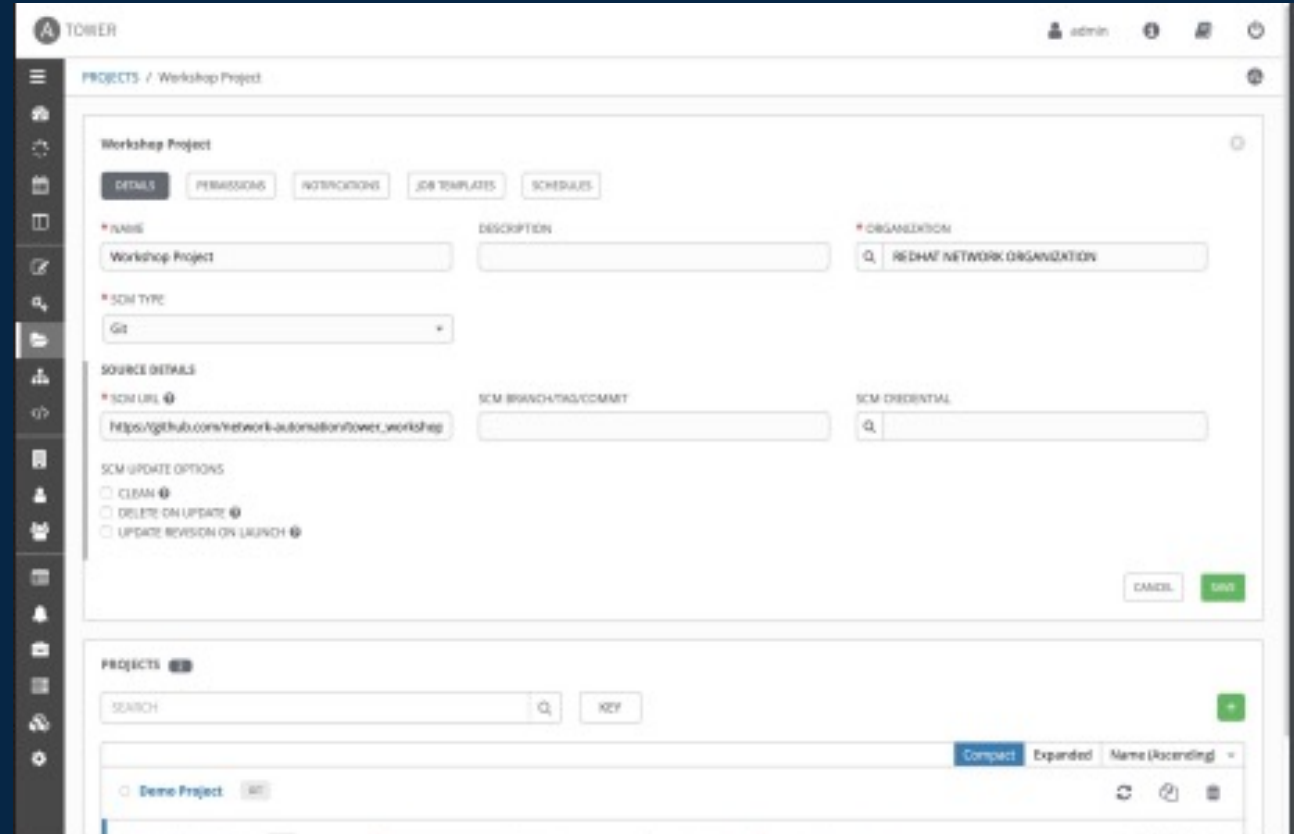 A TOWER
admin
PROJECTS / Workshop Project
Workshop Project
DETAILS PERMISSIONS NOTIFICATIONS JOB TEMPLATES SCHEDULES
* NAME DESCRIPTION * ORGANIZATION
Workshop Project REDHAT NETWORK ORGANIZATION
* SCM TYPE
Git
SOURCE DETAILS
* SCM URL SCM BRANCH/TAG/COMMIT SCM CREDENTIAL
https://github.com/network-automation/tower_workshop
SCM UPDATE OPTIONS
CLEAN
DELETE ON UPDATE
UPDATE REVISION ON LAUNCH
CANCEL SAVE
PROJECTS
SEARCH KEY
Compact Expanded Name (Ascending)
Demo Project GIT